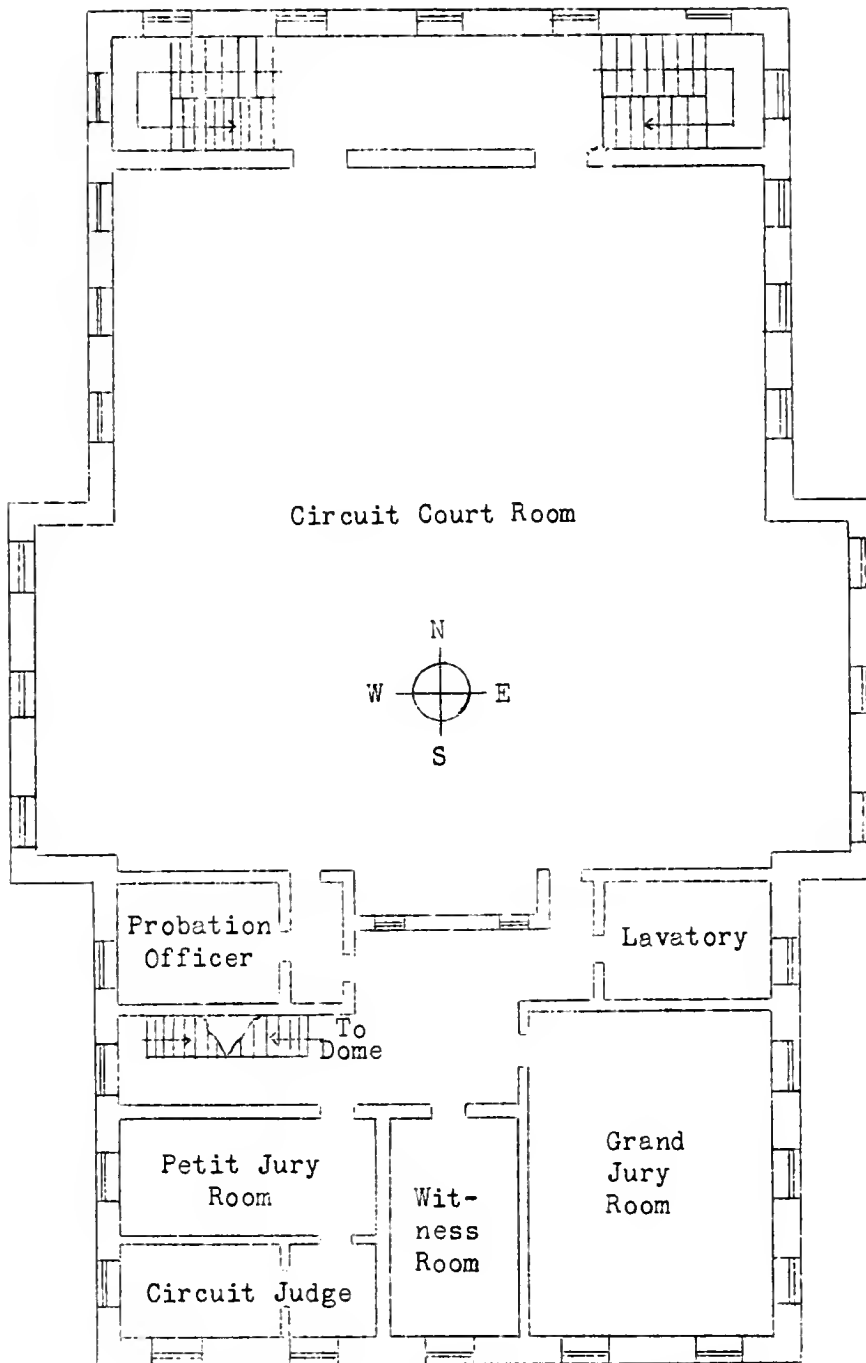 Circuit Court Room
N
W E
S
Probation
Officer
Lavatory
To
Dome
Petit Jury
Room
Wit-
ness
Room
Grand
Jury
Room
Circuit Judge